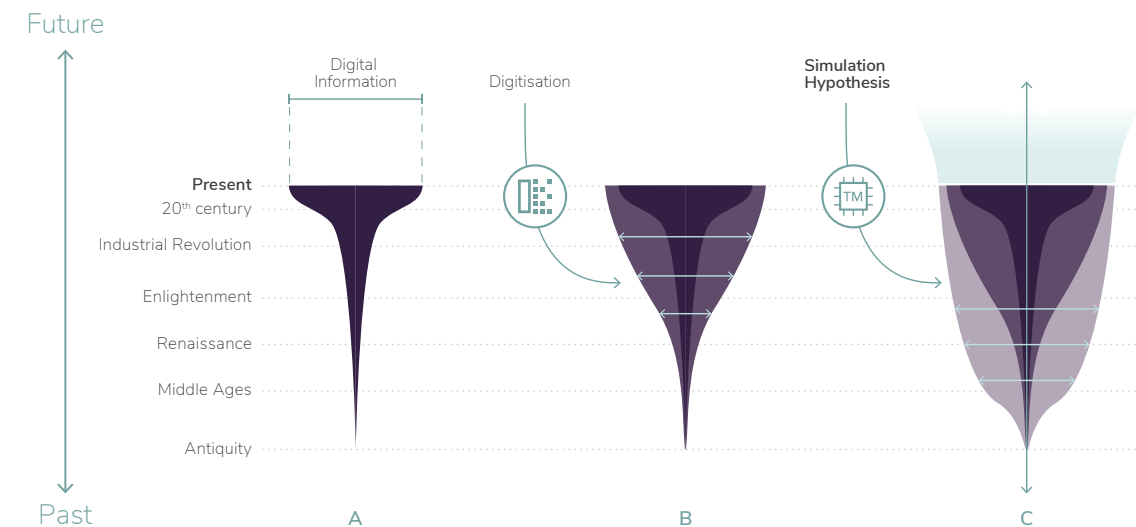 Future
Digital
Information
Digitisation
Simulation
Hypothesis
Present
20th century
Industrial Revolution
Enlightenment
Renaissance
Middle Ages
Antiquity
TM
Past
A
B
C